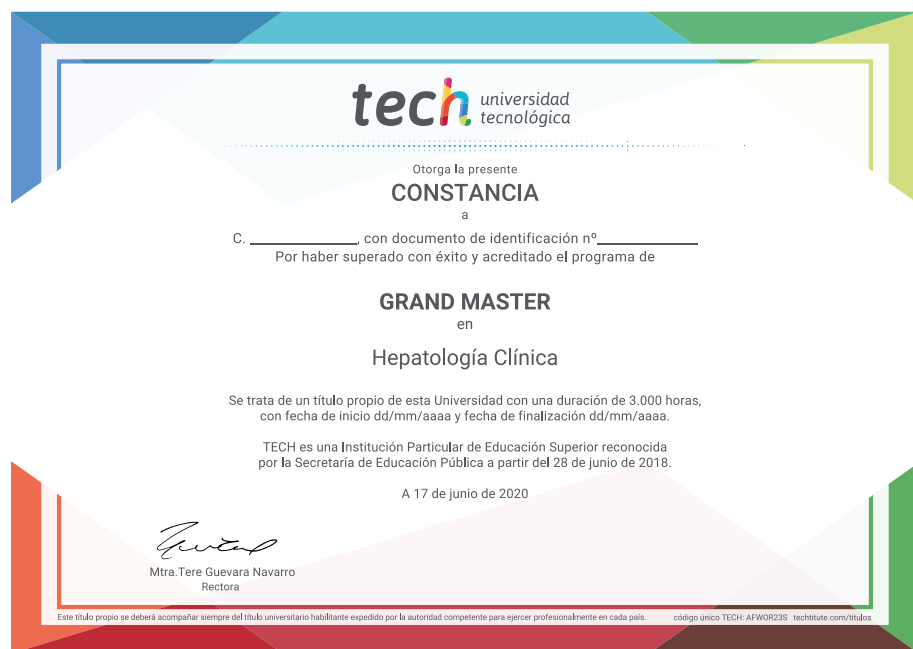 tech universidad
tecnológica
Otorga la presente
CONSTANCIA
a
C. ____________, con documento de identificación nº____________
Por haber superado con éxito y acreditado el programa de
GRAND MASTER
en
Hepatología Clínica
Se trata de un título propio de esta Universidad con una duración de 3.000 horas,
con fecha de inicio dd/mm/aaaa y fecha de finalización dd/mm/aaaa.
TECH es una Institución Particular de Educación Superior reconocida
por la Secretaría de Educación Pública a partir del 28 de junio de 2018.
A 17 de junio de 2020
Mtra.Tere Guevara Navarro
Rectora
Este título propio se deberá acompañar siempre del título universitario habilitante expedido por la autoridad competente para ejercer profesionalmente en cada país. código único TECH: AFWOR23S techtitute.com/titulos